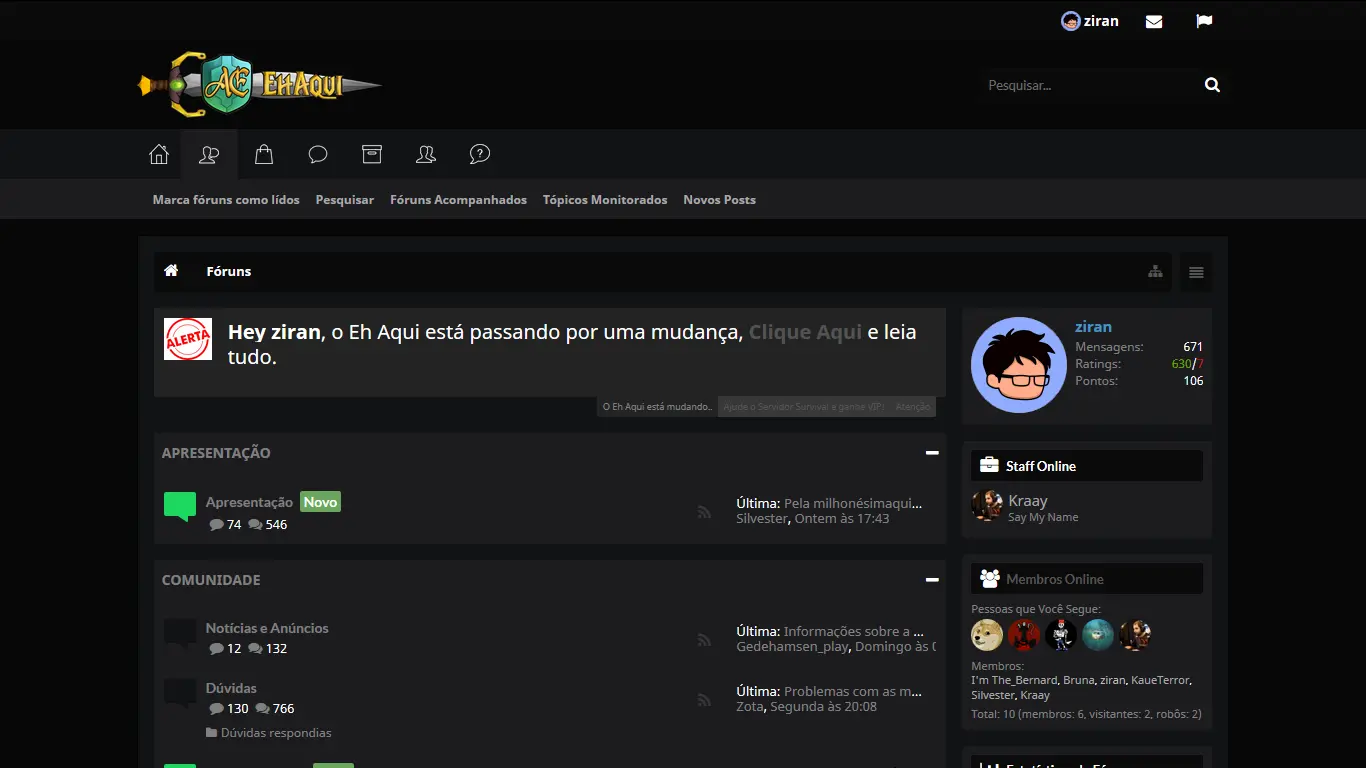 ziran
AE EhAqui
Pesquisar...
Marca fóruns como lídos Pesquisar Fóruns Acompanhados Tópicos Monitorados Novos Posts
Fóruns
ALERTA
Hey ziran, o Eh Aqui está passando por uma mudança, Clique Aqui e leia
tudo.
O Eh Aqui está mudando.. Ajude o Servidor Survival e ganhe VIP! Atenção
APRESENTAÇÃO
Apresentação Novo
74 546
Última: Pela milhonésimaqui...
Silvester, Ontem às 17:43
COMUNIDADE
Notícias e Anúncios
12 132
Última: Informações sobre a ...
Gedehamsen_play, Domingo às
Dúvidas
130 766
Última: Problemas com as m...
Zota, Segunda às 20:08
Dúvidas respondias
ziran
Mensagens: 671
Ratings: 630/7
Pontos: 106
Staff Online
Kraay
Say My Name
Membros Online
Pessoas que Você Segue:
Membros:
I'm The_Bernard, Bruna, ziran, KaueTerror,
Silvester, Kraay
Total: 10 (membros: 6, visitantes: 2, robôs: 2)